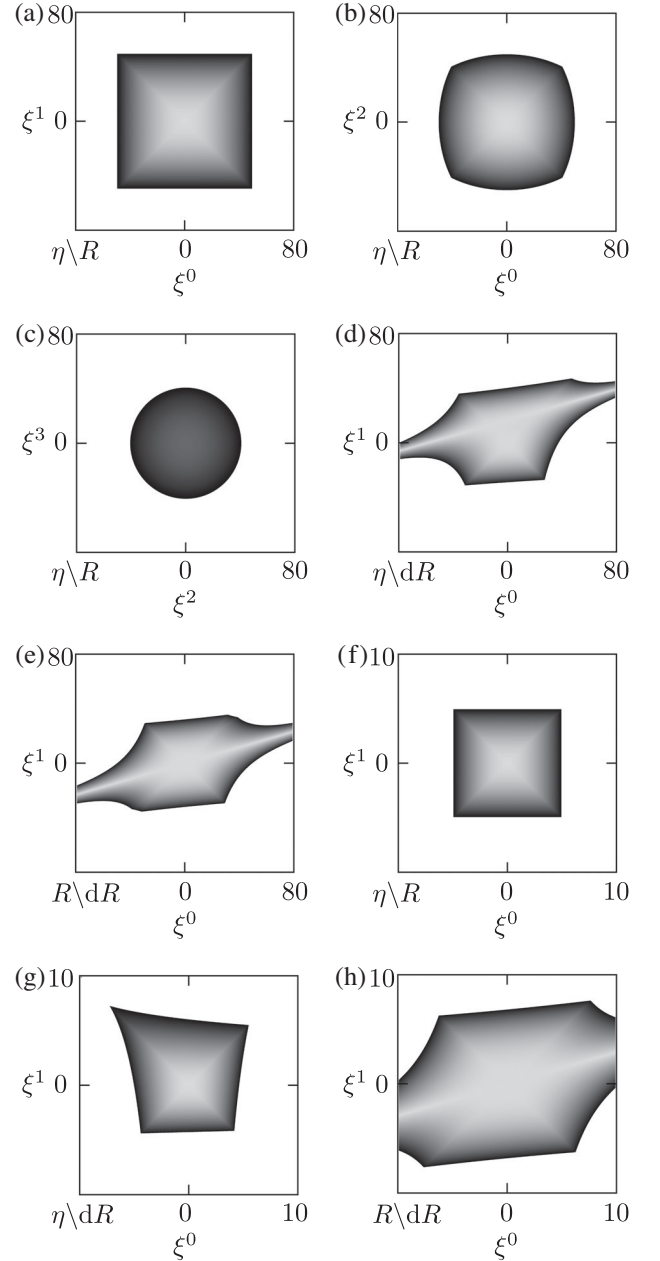 (a) 80
ξ¹ 0
η\R 0 80
ξ⁰
(b) 80
ξ² 0
η\R 0 80
ξ⁰
(c) 80
ξ³ 0
η\R 0 80
ξ²
(d) 80
ξ¹ 0
η\dR 0 80
ξ⁰
(e) 80
ξ¹ 0
R\dR 0 80
ξ⁰
(f) 10
ξ¹ 0
η\R 0 10
ξ⁰
(g) 10
ξ¹ 0
η\dR 0 10
ξ⁰
(h) 10
ξ¹ 0
R\dR 0 10
ξ⁰